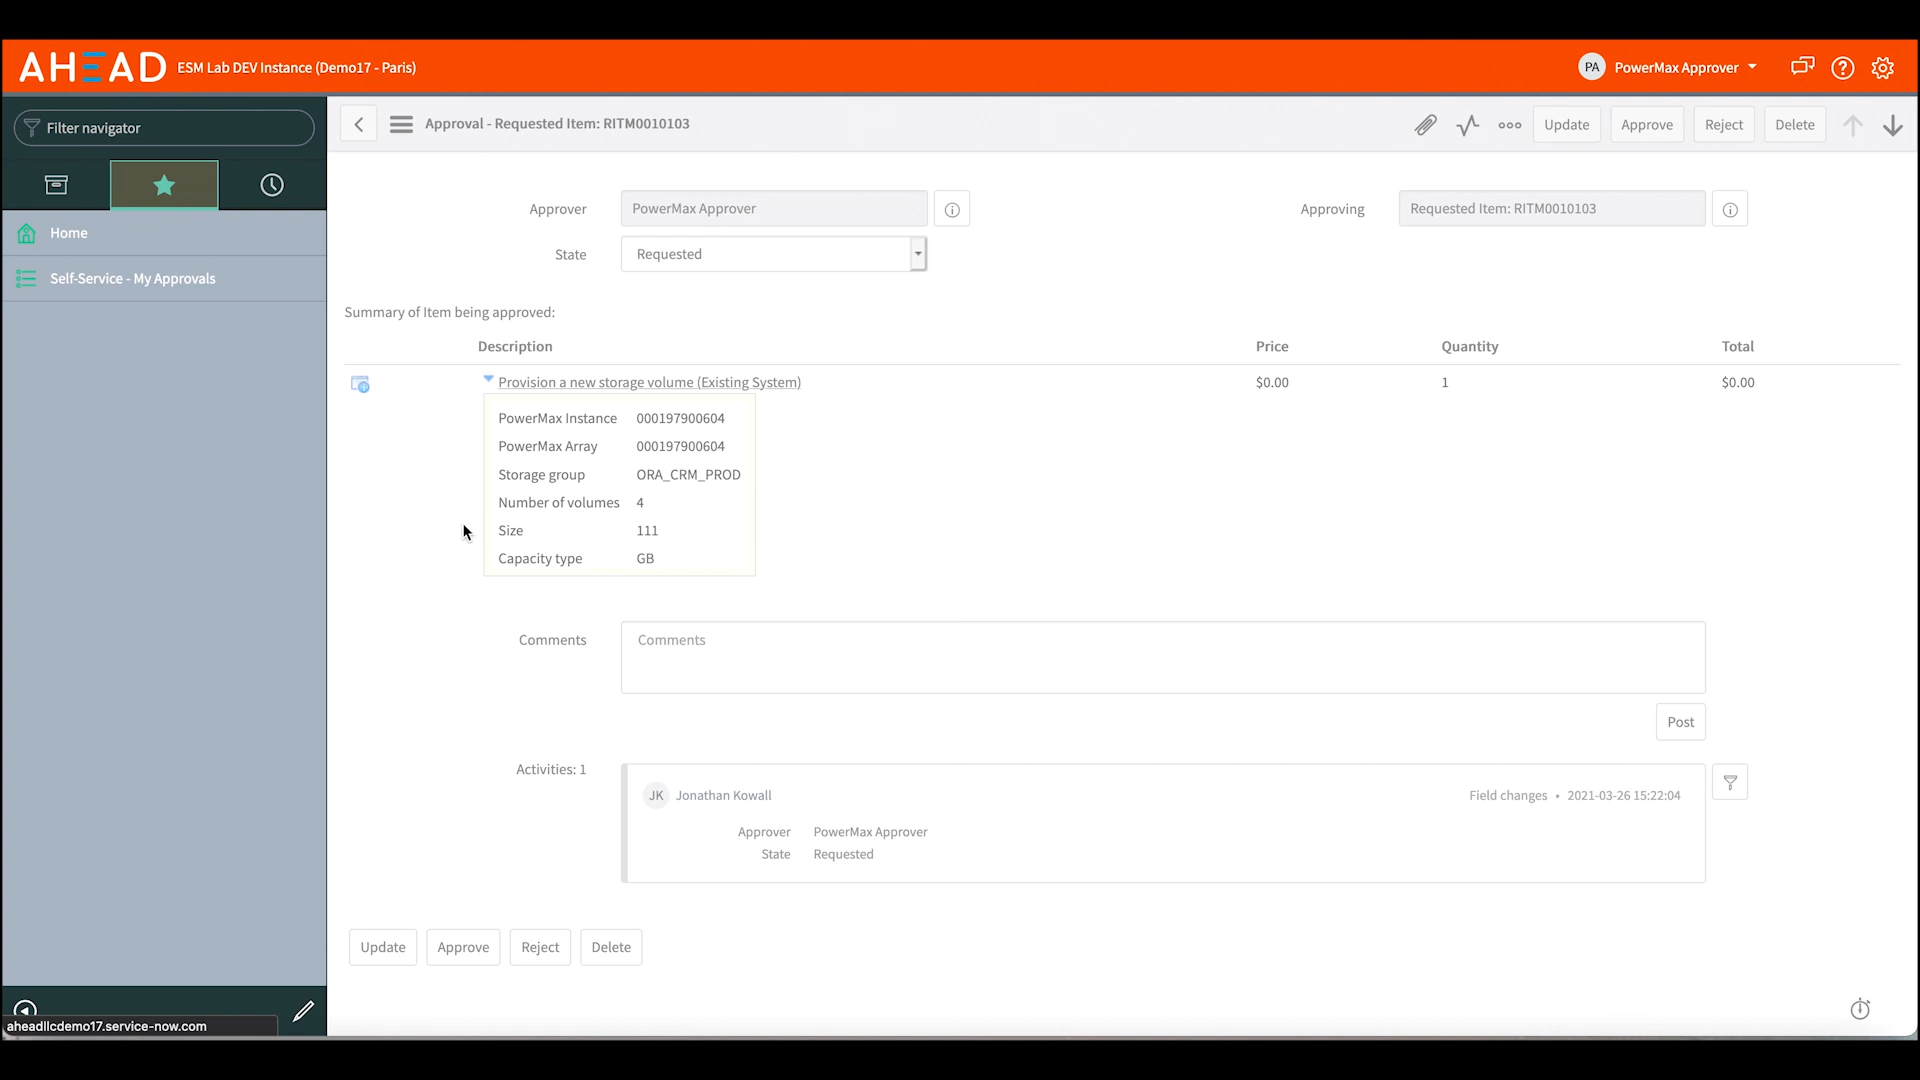 AHEAD ESM Lab DEV Instance (Demo17 - Paris)
PA PowerMax Approver
Filter navigator
Approval - Requested Item: RITM0010103
Update Approve Reject Delete
Home
Self-Service - My Approvals
Approver PowerMax Approver
Approving Requested Item: RITM0010103
State Requested
Summary of Item being approved:
Description Price Quantity Total
Provision a new storage volume (Existing System) $0.00 1 $0.00
PowerMax Instance 000197900604
PowerMax Array 000197900604
Storage group ORA_CRM_PROD
Number of volumes 4
Size 111
Capacity type GB
Comments Comments
Post
Activities: 1
JK Jonathan Kowall Field changes • 2021-03-26 15:22:04
Approver PowerMax Approver
State Requested
Update Approve Reject Delete
aheadllcdemo17.service-now.com